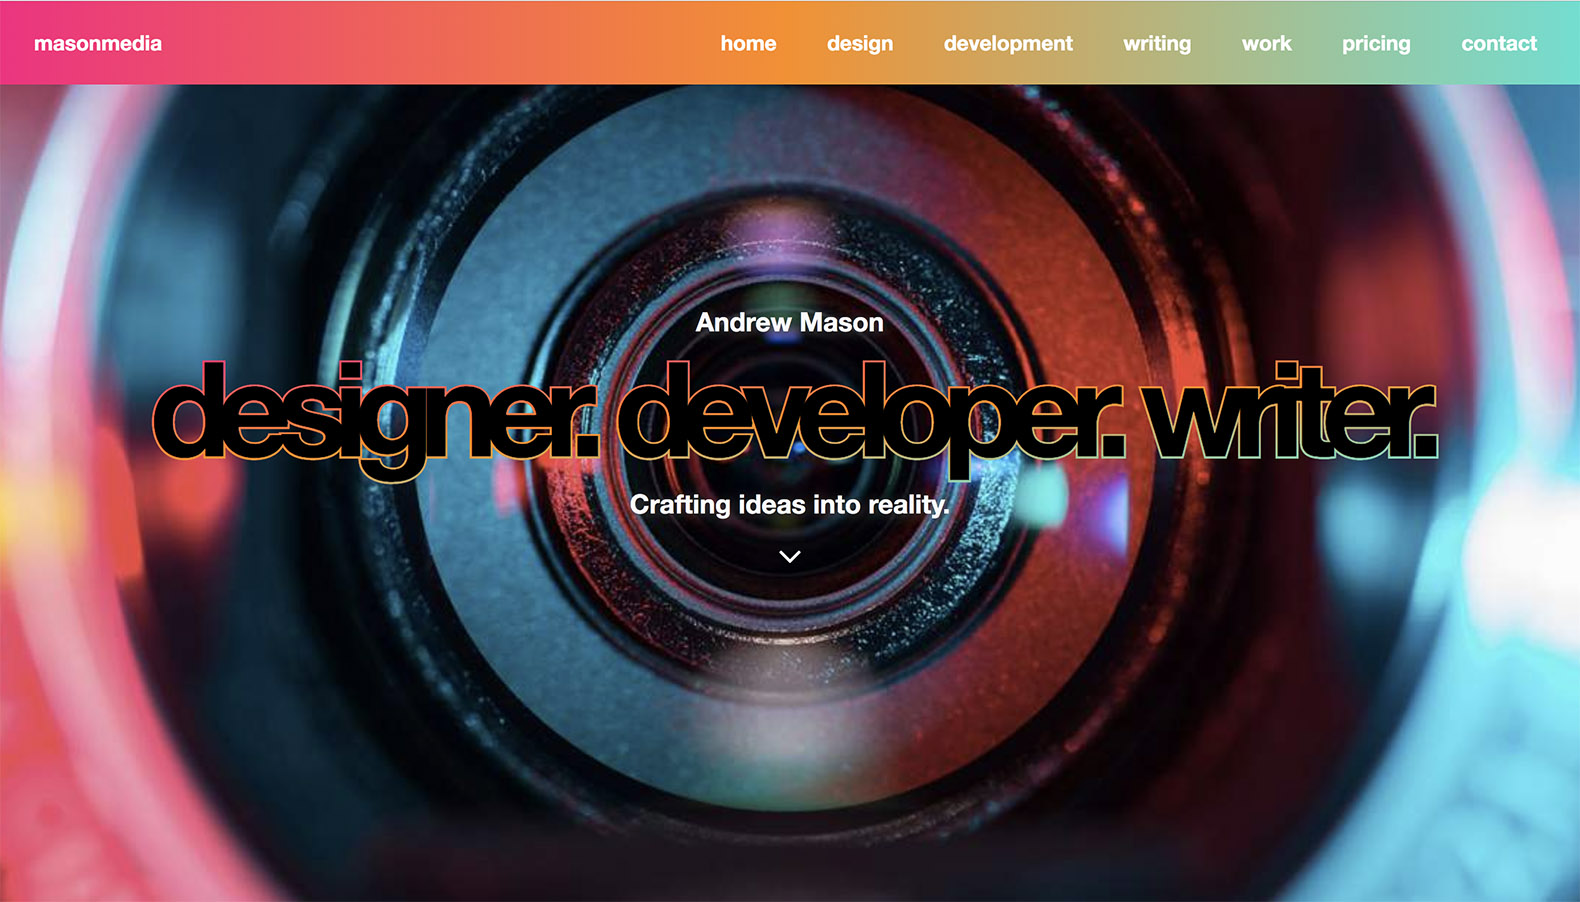 masonmedia home design development writing work pricing contact
Andrew Mason
designer. developer. writer.
Crafting ideas into reality.